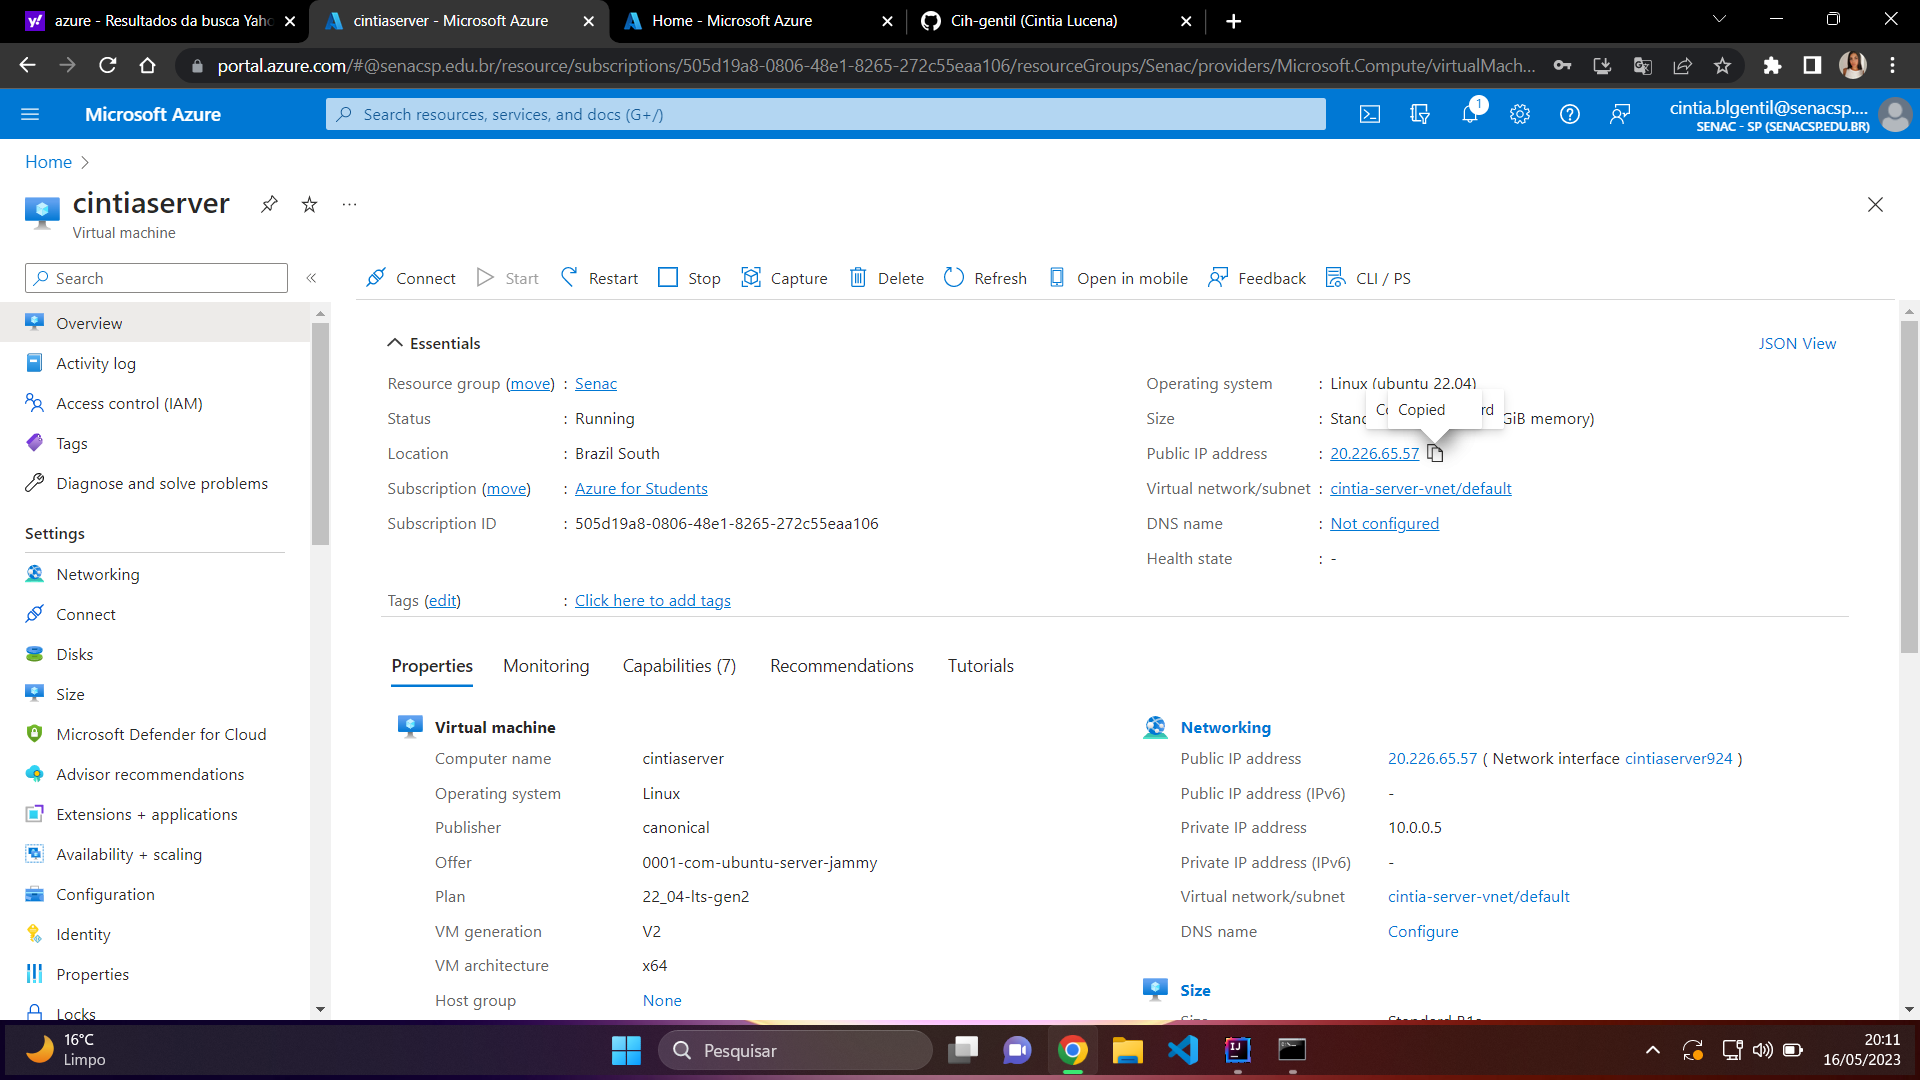 azure - Resultados da busca Yaho
cintiaserver - Microsoft Azure
Home - Microsoft Azure
Cih-gentil (Cintia Lucena)
portal.azure.com/#@senacsp.edu.br/resource/subscriptions/505d19a8-0806-48e1-8265-272c55eaa106/resourceGroups/Senac/providers/Microsoft.Compute/virtualMach...
Microsoft Azure
Search resources, services, and docs (G+/)
1
cintia.blgentil@senacsp....
SENAC - SP (SENACSP.EDU.BR)
Home
cintiaserver
Virtual machine
Search
Connect
Start
Restart
Stop
Capture
Delete
Refresh
Open in mobile
Feedback
CLI / PS
Overview
Activity log
Access control (IAM)
Tags
Diagnose and solve problems
Settings
Networking
Connect
Disks
Size
Microsoft Defender for Cloud
Advisor recommendations
Extensions + applications
Availability + scaling
Configuration
Identity
Properties
Locks
Essentials
JSON View
Resource group (move) : Senac
Status : Running
Location : Brazil South
Subscription (move) : Azure for Students
Subscription ID : 505d19a8-0806-48e1-8265-272c55eaa106
Operating system : Linux (ubuntu 22.04)
Copied
Size : GiB memory)
Public IP address : 20.226.65.57
Virtual network/subnet : cintia-server-vnet/default
DNS name : Not configured
Health state : -
Tags (edit) : Click here to add tags
Properties
Monitoring
Capabilities (7)
Recommendations
Tutorials
Virtual machine
Computer name cintiaserver
Operating system Linux
Publisher canonical
Offer 0001-com-ubuntu-server-jammy
Plan 22_04-lts-gen2
VM generation V2
VM architecture x64
Host group None
Networking
Public IP address 20.226.65.57 ( Network interface cintiaserver924 )
Public IP address (IPv6) -
Private IP address 10.0.0.5
Private IP address (IPv6) -
Virtual network/subnet cintia-server-vnet/default
DNS name Configure
Size
16°C
Limpo
Pesquisar
20:11
16/05/2023